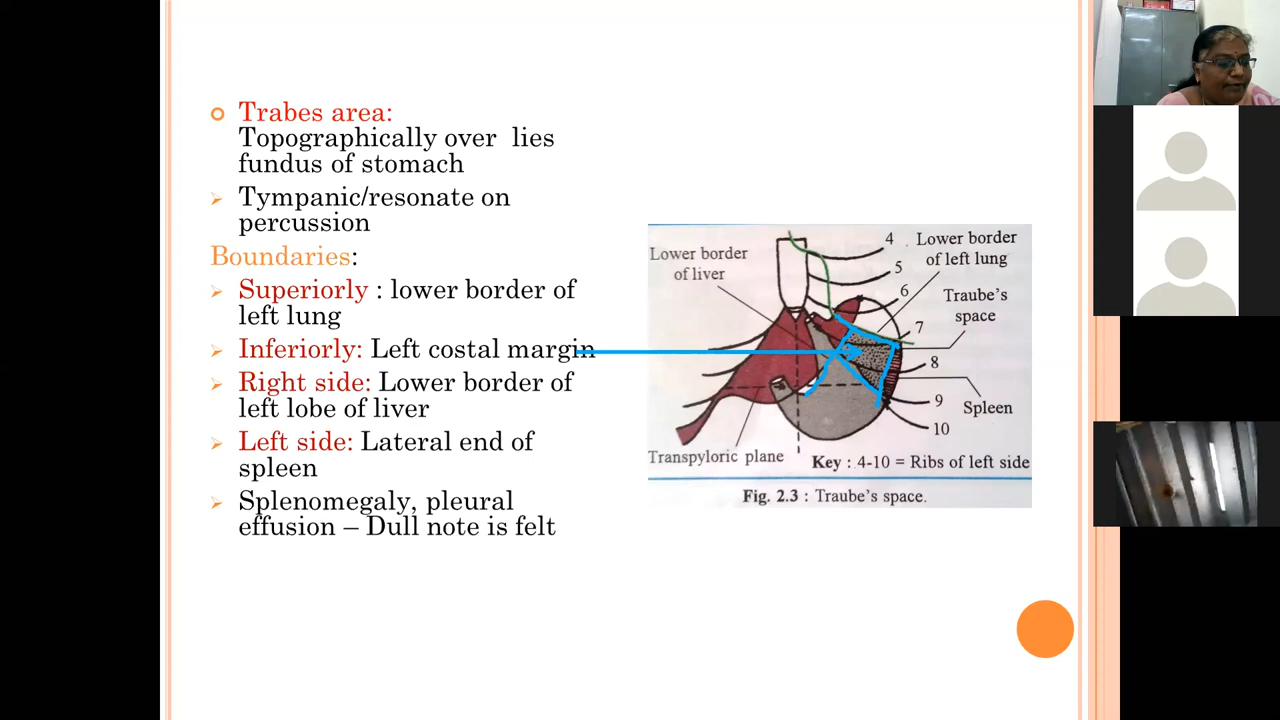 Trabes area:
Topographically over lies
fundus of stomach
Tympanic/resonate on
percussion
Boundaries:
Superiorly : lower border of
left lung
Inferiorly: Left costal margin
Right side: Lower border of
left lobe of liver
Left side: Lateral end of
spleen
Splenomegaly, pleural
effusion – Dull note is felt
Lower border
of liver
4
Lower border
of left lung
5
6
Traube's
space
7
8
9
Spleen
10
Transpyloric plane
Key : 4-10 = Ribs of left side
Fig. 2.3 : Traube's space.